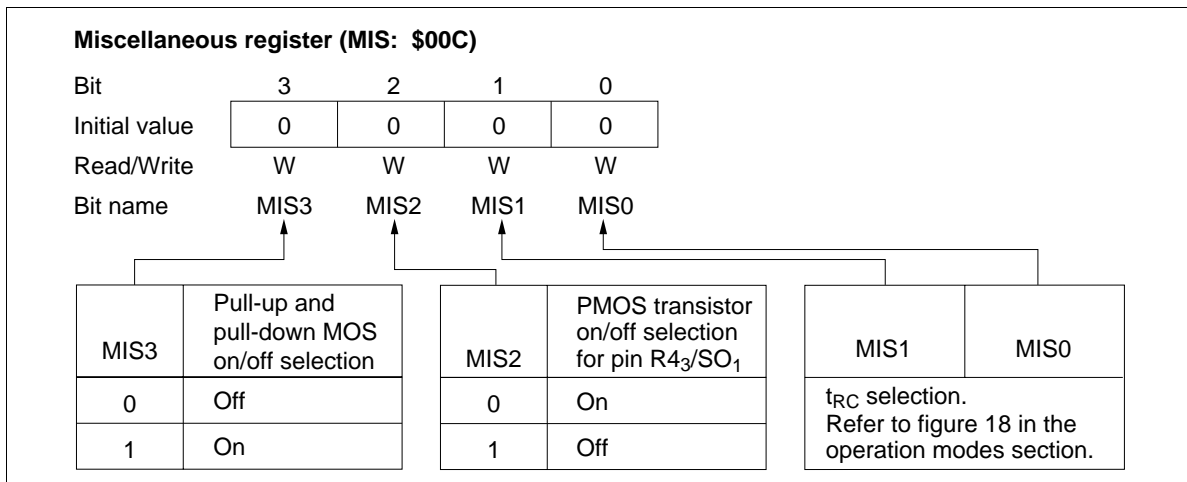 Miscellaneous register (MIS: $00C)
Bit 3 2 1 0
Initial value 0 0 0 0
Read/Write W W W W
Bit name MIS3 MIS2 MIS1 MIS0
MIS3 Pull-up and
pull-down MOS
on/off selection
0 Off
1 On
MIS2 PMOS transistor
on/off selection
for pin R4₃/SO₁
0 On
1 Off
MIS1 MIS0
tRC selection.
Refer to figure 18 in the
operation modes section.